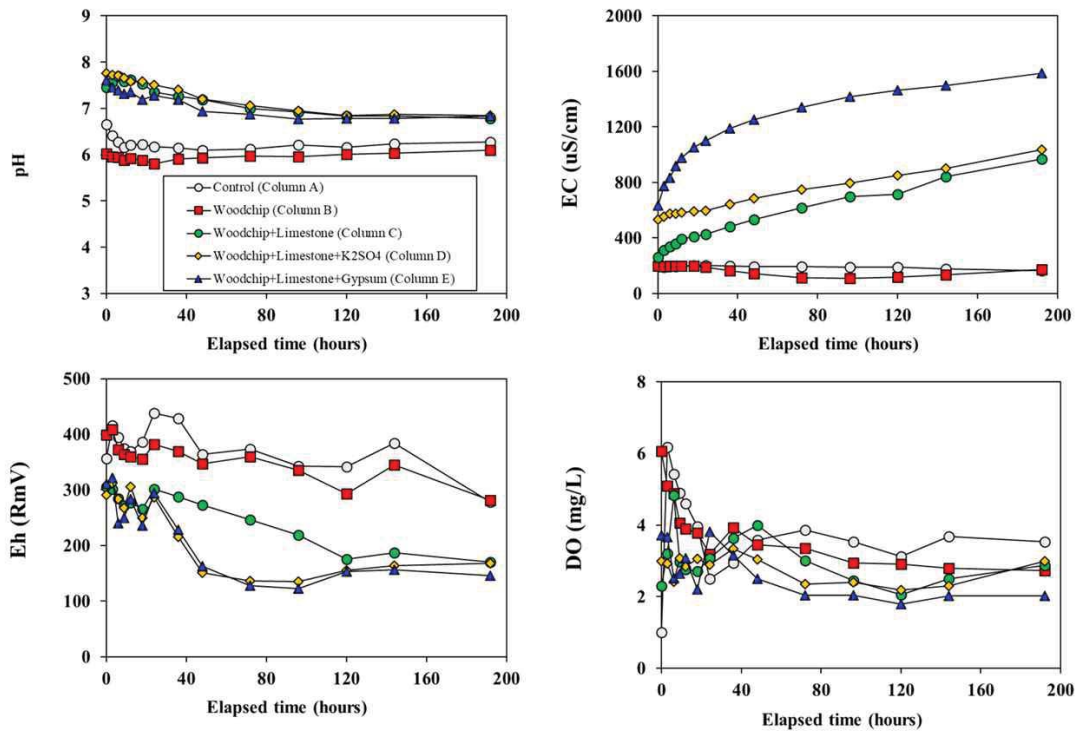 9
8
7
6
5
4
3
pH
Control (Column A)
Woodchip (Column B)
Woodchip+Limestone (Column C)
Woodchip+Limestone+K2SO4 (Column D)
Woodchip+Limestone+Gypsum (Column E)
0 40 80 120 160 200
Elapsed time (hours)
2000
1600
1200
800
400
0
EC (uS/cm)
0 40 80 120 160 200
Elapsed time (hours)
500
400
300
200
100
0
Eh (RmV)
0 40 80 120 160 200
Elapsed time (hours)
8
6
4
2
0
DO (mg/L)
0 40 80 120 160 200
Elapsed time (hours)